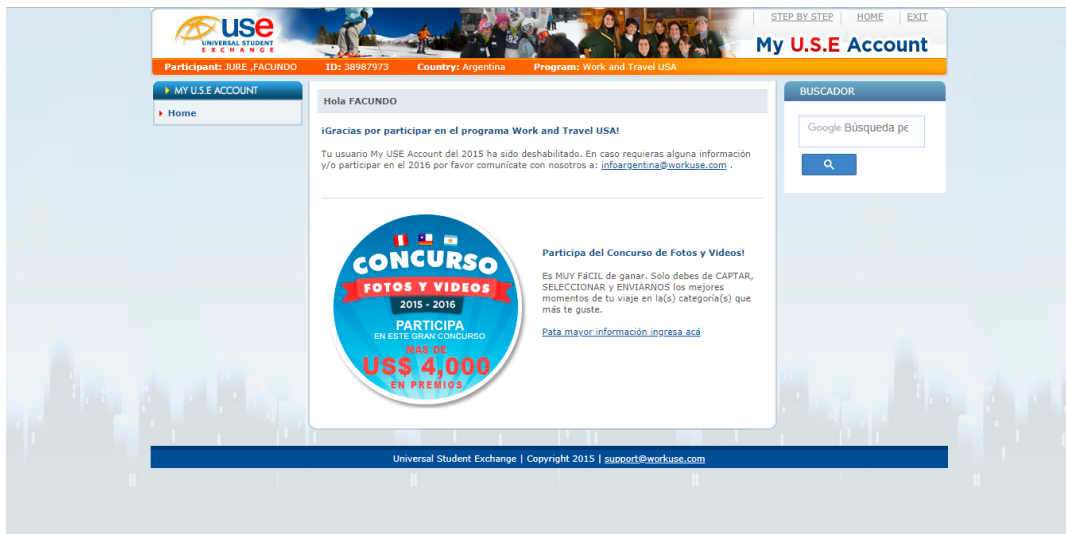 use
UNIVERSAL STUDENT
EXCHANGE
STEP BY STEP | HOME | EXIT
My U.S.E Account
Participant: JURE ,FACUNDO ID: 38987973 Country: Argentina Program: Work and Travel USA
MY U.S.E ACCOUNT
Home
Hola FACUNDO
¡Gracias por participar en el programa Work and Travel USA!
Tu usuario My USE Account del 2015 ha sido deshabilitado. En caso requieras alguna información
y/o participar en el 2016 por favor comunícate con nosotros a: infoargentina@workuse.com .
BUSCADOR
Google Búsqueda pe
CONCURSO
FOTOS Y VIDEOS
2015 - 2016
PARTICIPA
EN ESTE GRAN CONCURSO
MAS DE
US$ 4,000
EN PREMIOS
Participa del Concurso de Fotos y Videos!
Es MUY FáCIL de ganar. Solo debes de CAPTAR,
SELECCIONAR y ENVIARNOS los mejores
momentos de tu viaje en la(s) categoría(s) que
más te guste.
Pata mayor información ingresa acá
Universal Student Exchange | Copyright 2015 | support@workuse.com